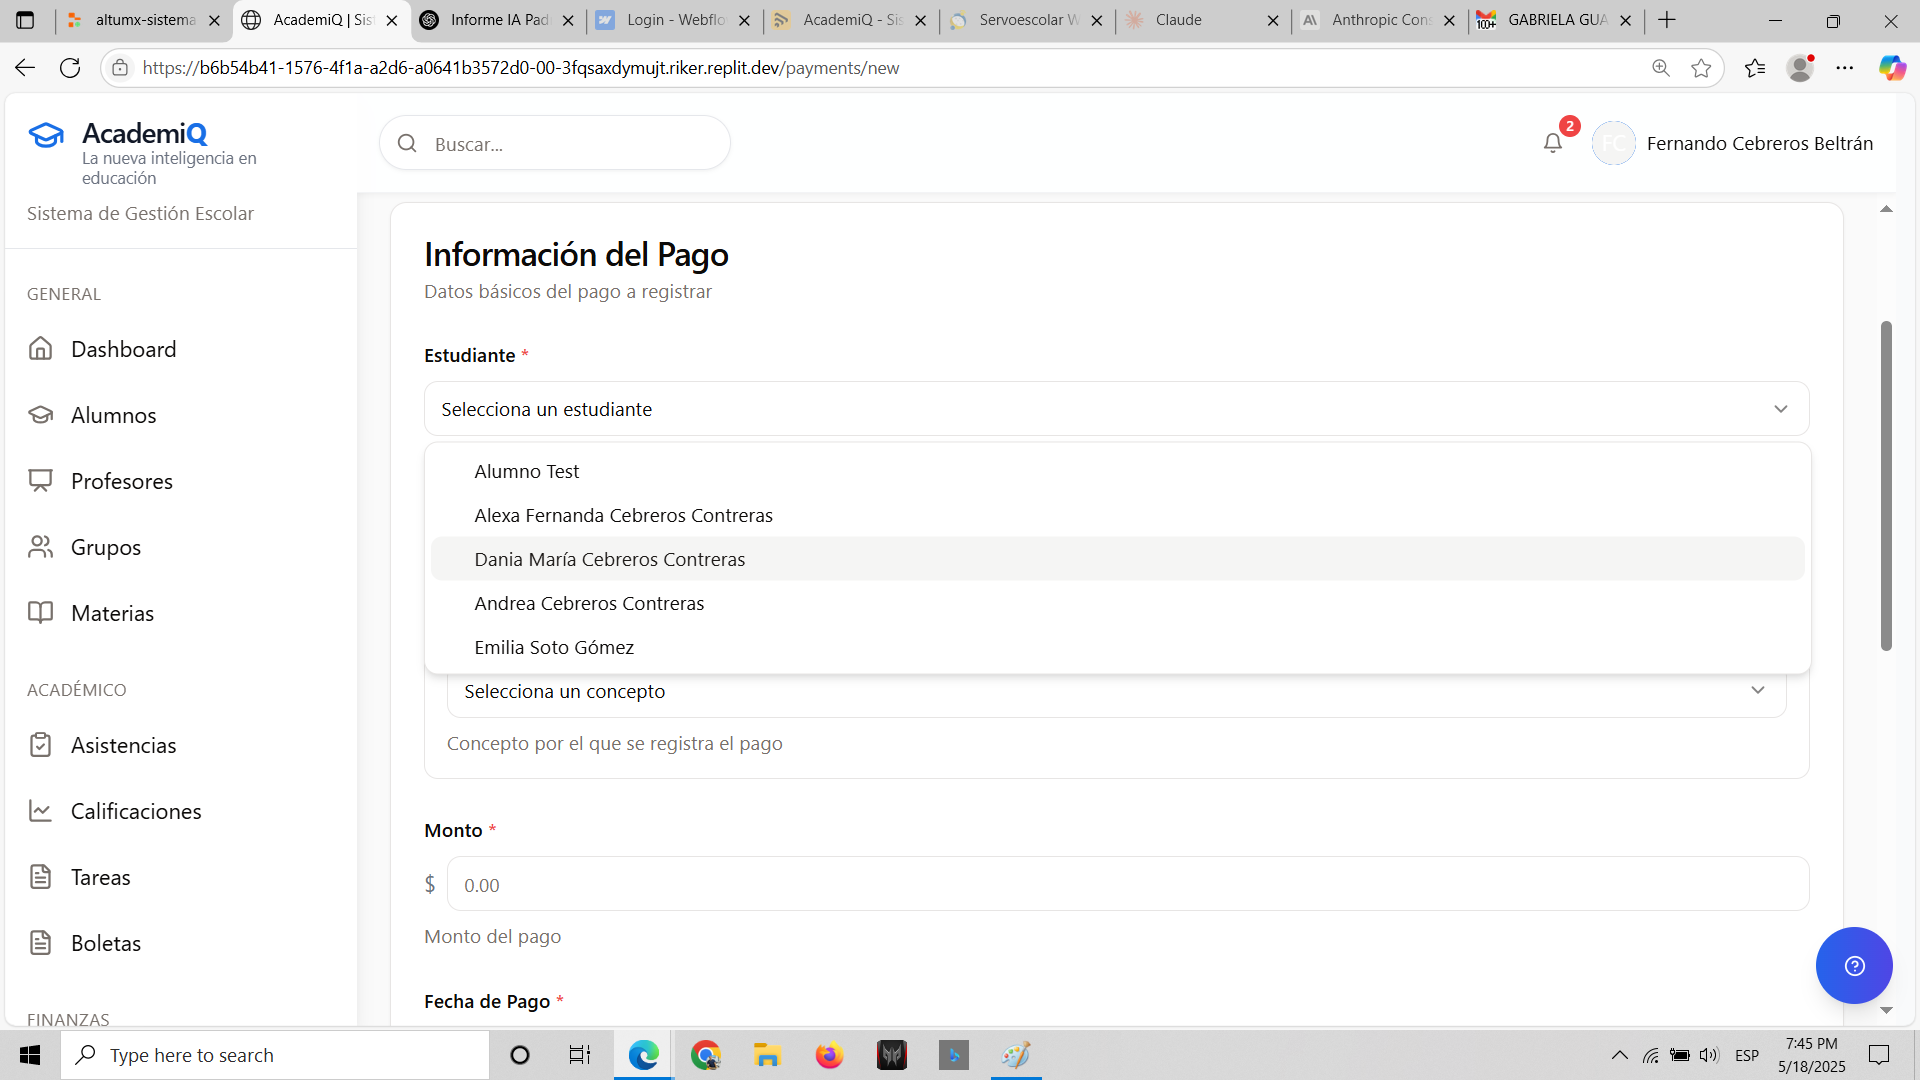 altumx-sistema
AcademiQ | Sis
Informe IA Pad
Login - Webflo
AcademiQ - Sis
Servoescolar W
Claude
Anthropic Cons
GABRIELA GUA
https://b6b54b41-1576-4f1a-a2d6-a0641b3572d0-00-3fqsaxdymujt.riker.replit.dev/payments/new
AcademiQ
La nueva inteligencia en
educación
Sistema de Gestión Escolar
Buscar...
2
FC
Fernando Cebreros Beltrán
GENERAL
Dashboard
Alumnos
Profesores
Grupos
Materias
ACADÉMICO
Asistencias
Calificaciones
Tareas
Boletas
FINANZAS
Información del Pago
Datos básicos del pago a registrar
Estudiante *
Selecciona un estudiante
Alumno Test
Alexa Fernanda Cebreros Contreras
Dania María Cebreros Contreras
Andrea Cebreros Contreras
Emilia Soto Gómez
Selecciona un concepto
Concepto por el que se registra el pago
Monto *
$ 0.00
Monto del pago
Fecha de Pago *
Type here to search
ESP
7:45 PM
5/18/2025